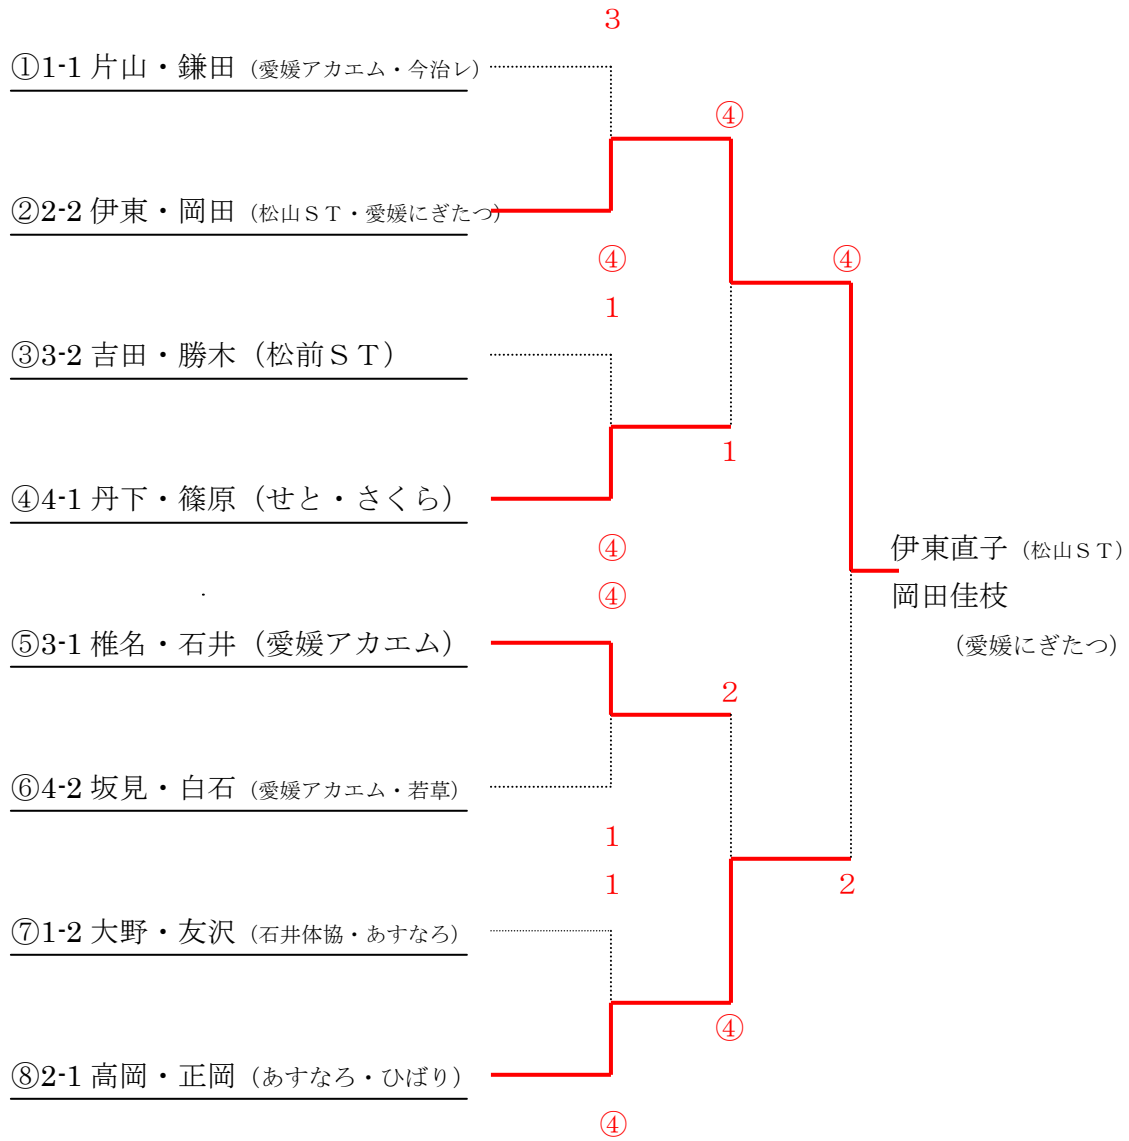 3
①1-1 片山・鎌田（愛媛アカエム・今治レ）
④
②2-2 伊東・岡田（松山ＳＴ・愛媛にぎたつ）
④
④
1
③3-2 吉田・勝木（松前ＳＴ）
1
④4-1 丹下・篠原（せと・さくら）
④
伊東直子（松山ＳＴ）
④
岡田佳枝
⑤3-1 椎名・石井（愛媛アカエム）
（愛媛にぎたつ）
2
⑥4-2 坂見・白石（愛媛アカエム・若草）
1
1
2
⑦1-2 大野・友沢（石井体協・あすなろ）
④
⑧2-1 高岡・正岡（あすなろ・ひばり）
④